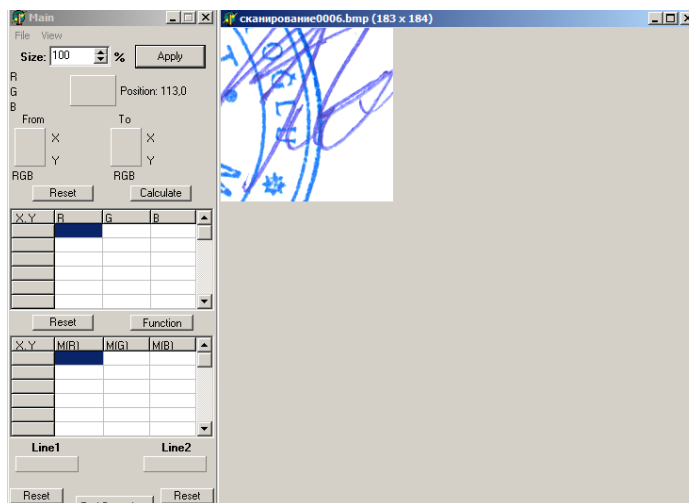 Main
File View
Size: 100 % Apply
R
G
B
Position: 113,0
From To
X X
Y Y
RGB RGB
Reset Calculate
X,Y R G B
Reset Function
X,Y M(R) M(G) M(B)
Line1 Line2
Reset Reset
сканирование0006.bmp (183 x 184)
OGLU